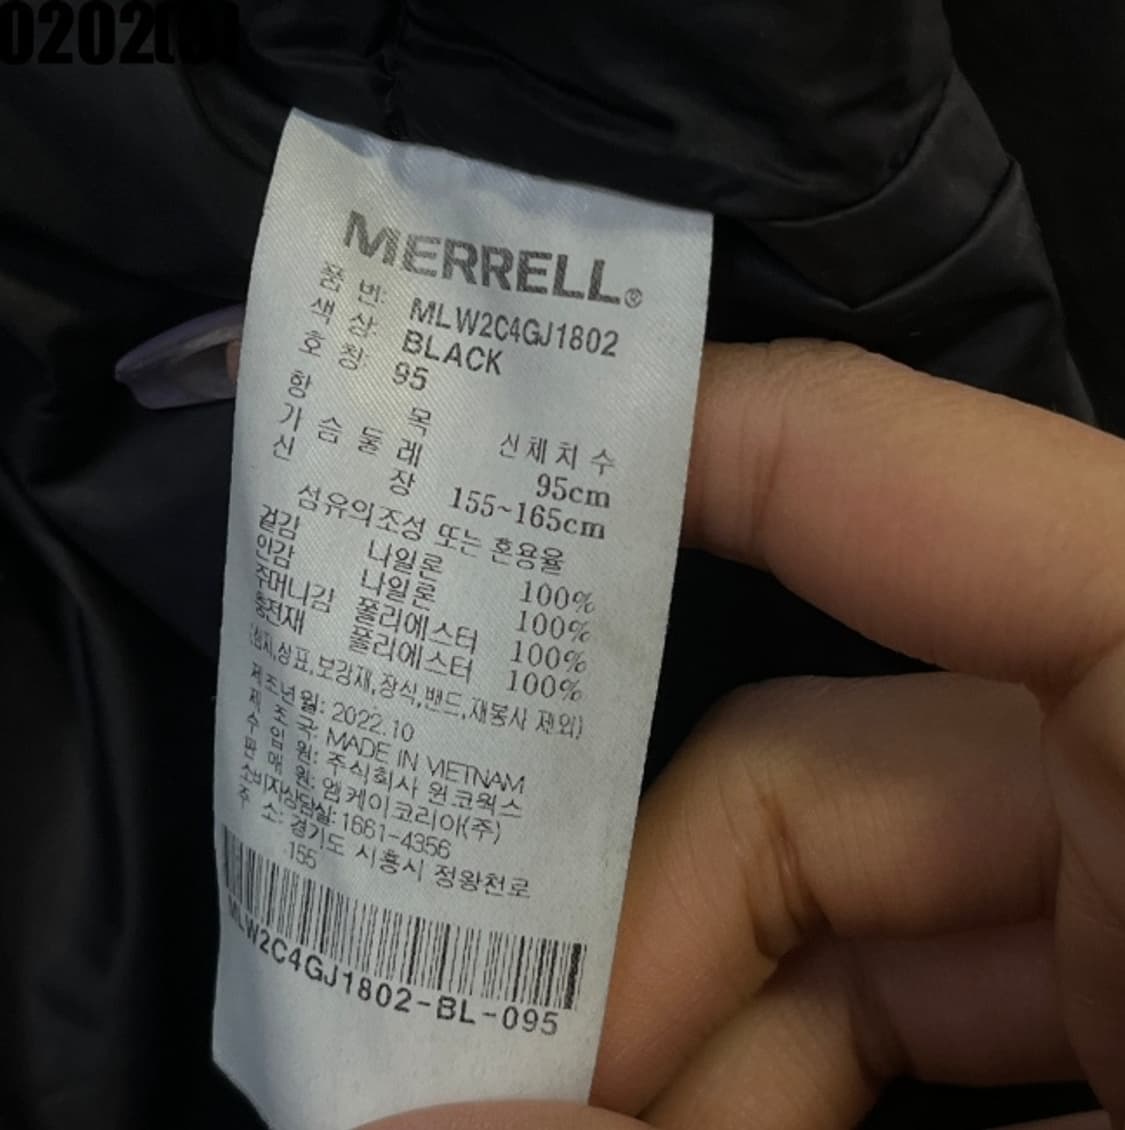 0202(9)
MERRELL®
품 번: MLW2C4GJ1802
색 상: BLACK
호 칭: 95
항 목 신체치수
가슴둘레 95cm
신 장 155~165cm
섬유의조성 또는 혼용율
겉감 나일론 100%
안감 나일론 100%
주머니감 폴리에스터 100%
충전재 폴리에스터 100%
(심지,상표,보강재,장식,밴드,재봉사 제외)
제조년월: 2022.10
제 조 국: MADE IN VIETNAM
수 입 원: 주식회사 원코웍스
판 매 원: 엠케이코리아(주)
소비자상담실: 1661-4356
주 소: 경기도 시흥시 정왕천로
155
MLW2C4GJ1802-BL-095